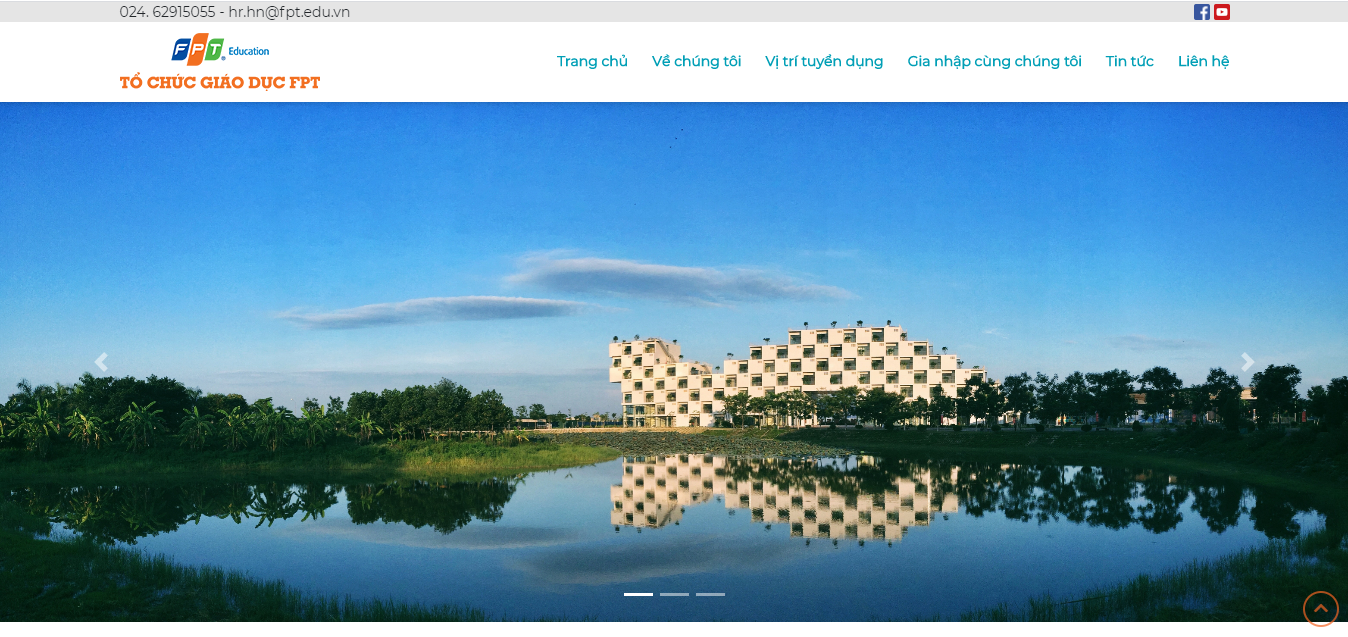 024. 62915055 - hr.hn@fpt.edu.vn
FPT Education
TỔ CHỨC GIÁO DỤC FPT
Trang chủ Về chúng tôi Vị trí tuyển dụng Gia nhập cùng chúng tôi Tin tức Liên hệ